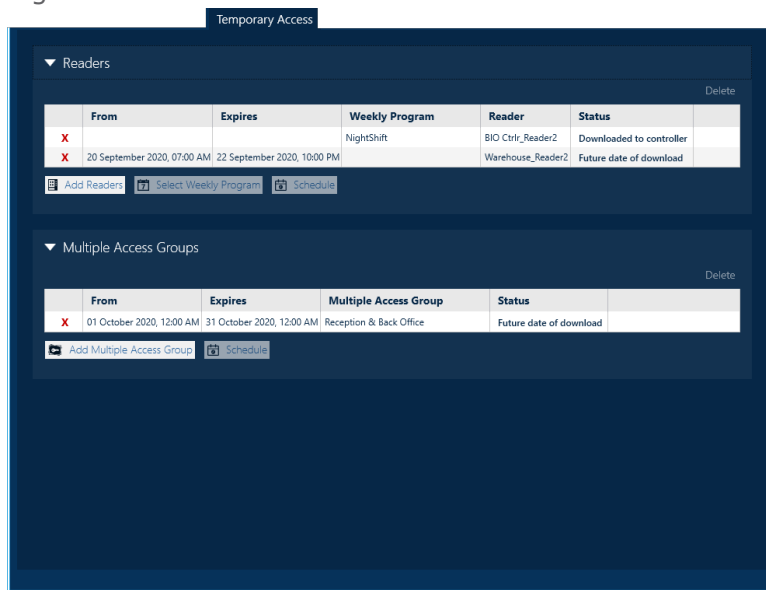 Temporary Access
Readers
Delete
From Expires Weekly Program Reader Status
X NightShift BIO Ctrlr_Reader2 Downloaded to controller
X 20 September 2020, 07:00 AM 22 September 2020, 10:00 PM Warehouse_Reader2 Future date of download
Add Readers Select Weekly Program Schedule
Multiple Access Groups
Delete
From Expires Multiple Access Group Status
X 01 October 2020, 12:00 AM 31 October 2020, 12:00 AM Reception & Back Office Future date of download
Add Multiple Access Group Schedule